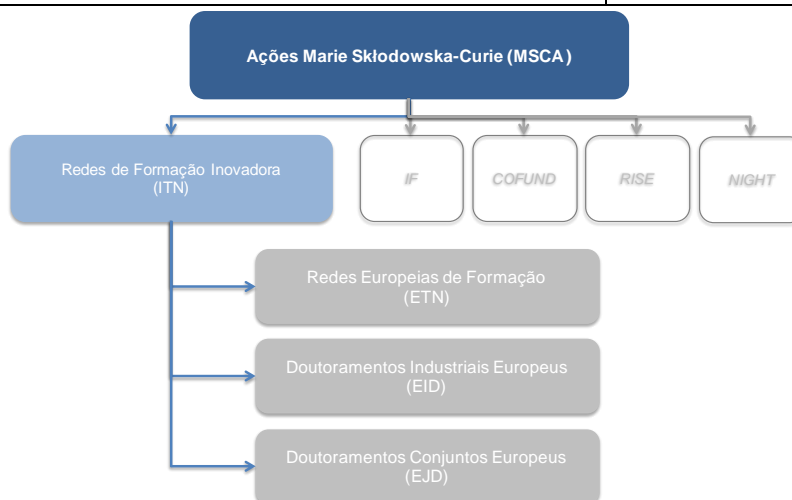 Ações Marie Skłodowska-Curie (MSCA )
Redes de Formação Inovadora
(ITN)
IF
COFUND
RISE
NIGHT
Redes Europeias de Formação
(ETN)
Doutoramentos Industriais Europeus
(EID)
Doutoramentos Conjuntos Europeus
(EJD)